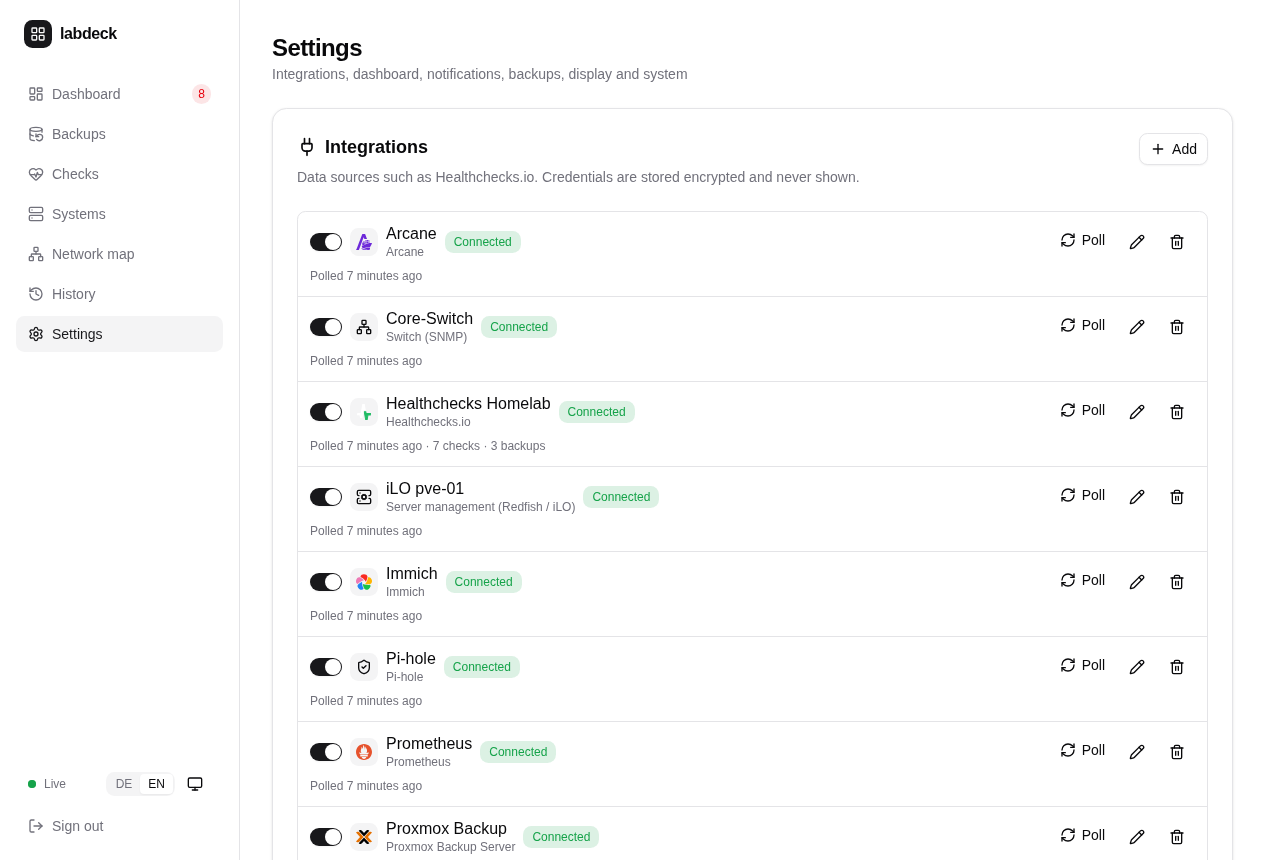 labdeck
Dashboard 8
Backups
Checks
Systems
Network map
History
Settings
Live DE EN
Sign out
Settings
Integrations, dashboard, notifications, backups, display and system
Integrations
Add
Data sources such as Healthchecks.io. Credentials are stored encrypted and never shown.
Arcane
Arcane
Connected
Poll
Polled 7 minutes ago
Core-Switch
Switch (SNMP)
Connected
Poll
Polled 7 minutes ago
Healthchecks Homelab
Healthchecks.io
Connected
Poll
Polled 7 minutes ago · 7 checks · 3 backups
iLO pve-01
Server management (Redfish / iLO)
Connected
Poll
Polled 7 minutes ago
Immich
Immich
Connected
Poll
Polled 7 minutes ago
Pi-hole
Pi-hole
Connected
Poll
Polled 7 minutes ago
Prometheus
Prometheus
Connected
Poll
Polled 7 minutes ago
Proxmox Backup
Proxmox Backup Server
Connected
Poll